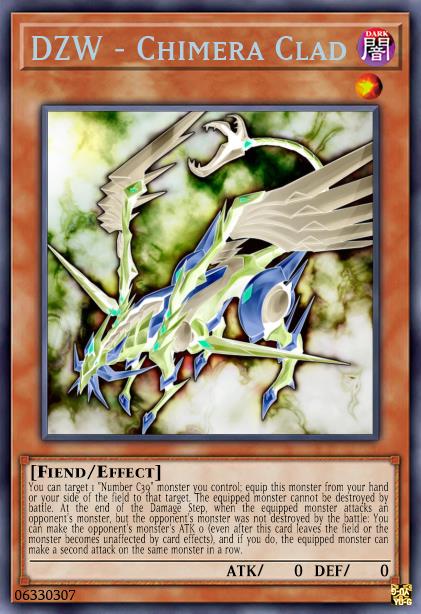 DZW - Chimera Clad
DARK
闇
[Fiend/Effect]
You can target 1 "Number C39" monster you control; equip this monster from your hand
or your side of the field to that target. The equipped monster cannot be destroyed by
battle. At the end of the Damage Step, when the equipped monster attacks an
opponent's monster, but the opponent's monster was not destroyed by the battle: You
can make the opponent's monster's ATK 0 (even after this card leaves the field or the
monster becomes unaffected by card effects), and if you do, the equipped monster can
make a second attack on the same monster in a row.
ATK/ 0 DEF/ 0
06330307